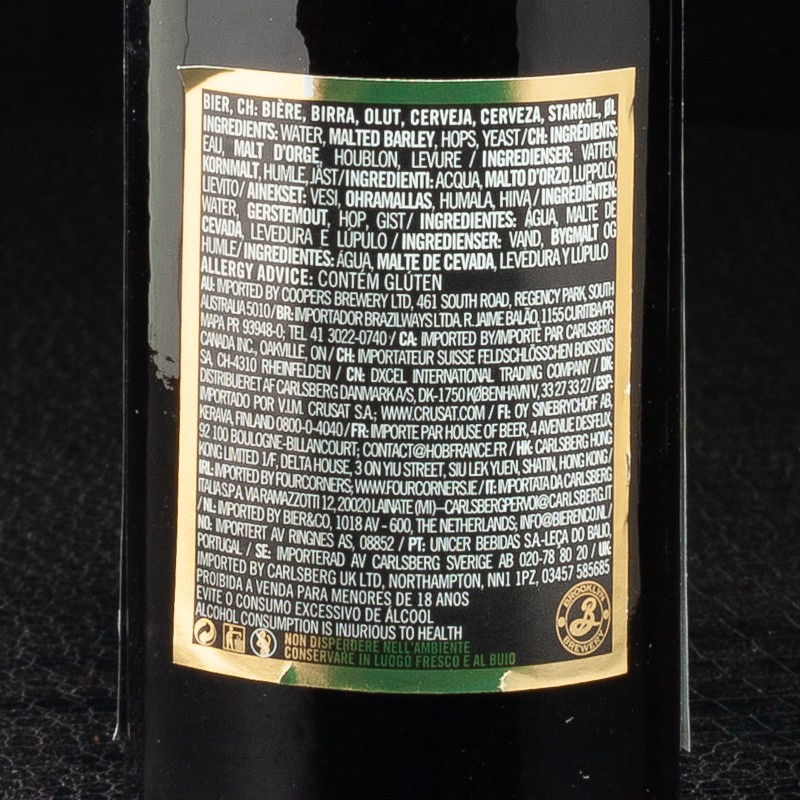 BIER, CH: BIÈRE, BIRRA, OLUT, CERVEJA, CERVEZA, STARKÖL, ØL
INGREDIENTS: WATER, MALTED BARLEY, HOPS, YEAST/CH: INGRÉDIENTS:
EAU, MALT D'ORGE, HOUBLON, LEVURE / INGREDIENSER: VATTEN,
KORNMALT, HUMLE, JÄST/INGREDIENTI: ACQUA, MALTO D'ORZO, LUPPOLO,
LIEVITO/ AINEKSET: VESI, OHRAMALLAS, HUMALA, HIIVA/ INGREDIËNTEN:
WATER, GERSTEMOUT, HOP, GIST/ INGREDIENTES: ÁGUA, MALTE DE
CEVADA, LEVEDURA E LÚPULO / INGREDIENSER: VAND, BYGMALT OG
HUMLE/ INGREDIENTES: ÁGUA, MALTE DE CEVADA, LEVEDURA Y LÚPULO
ALLERGY ADVICE: CONTÉM GLÚTEN
AU: IMPORTED BY COOPERS BREWERY LTD, 461 SOUTH ROAD, REGENCY PARK, SOUTH
AUSTRALIA 5010 / BR: IMPORTADOR BRAZILWAYS LTDA. R. JAIME BALÃO, 1155 CURITIBA/PR
MAPA PR 93948-0, TEL 41 3022-0740 / CA: IMPORTED BY/IMPORTÉ PAR CARLSBERG
CANADA INC., OAKVILLE, ON / CH: IMPORTATEUR SUISSE FELDSCHLÖSSCHEN BOISSONS
SA, CH-4310 RHEINFELDEN / CN: DXCEL INTERNATIONAL TRADING COMPANY / DK:
DISTRIBUERET AF CARLSBERG DANMARK A/S, DK-1750 KØBENHAVN V, 33 27 33 27 / ESP:
IMPORTADO POR V.I.M. CRUSAT S.A.; WWW.CRUSAT.COM / FI: OY SINEBRYCHOFF AB,
KERAVA, FINLAND 0800-0-4040 / FR: IMPORTE PAR HOUSE OF BEER, 4 AVENUE DESFEUX,
92 100 BOULOGNE-BILLANCOURT; CONTACT@HOBFRANCE.FR / HK: CARLSBERG HONG
KONG LIMITED 1/F, DELTA HOUSE, 3 ON YIU STREET, SIU LEK YUEN, SHATIN, HONG KONG /
IRL: IMPORTED BY FOURCORNERS; WWW.FOURCORNERS.IE / IT: IMPORTATA DA CARLSBERG
ITALIA S.P.A. VIA RAMAZZOTTI 12, 20020 LAINATE (MI)–CARLSBERGPERVOI@CARLSBERG.IT
/ NL: IMPORTED BY BIER&CO, 1018 AV - 600, THE NETHERLANDS; INFO@BIERENCO.NL /
NO: IMPORTERT AV RINGNES AS, 08852 / PT: UNICER BEBIDAS S.A.-LEÇA DO BALIO,
PORTUGAL / SE: IMPORTERAD AV CARLSBERG SVERIGE AB 020-78 80 20 / UK:
IMPORTED BY CARLSBERG UK LTD, NORTHAMPTON, NN1 1PZ, 03457 585685
PROIBIDA A VENDA PARA MENORES DE 18 ANOS
EVITE O CONSUMO EXCESSIVO DE ÁLCOOL
ALCOHOL CONSUMPTION IS INJURIOUS TO HEALTH
NON DISPERDERE NELL'AMBIENTE
CONSERVARE IN LUOGO FRESCO E AL BUIO
BROOKLYN
B
BREWERY